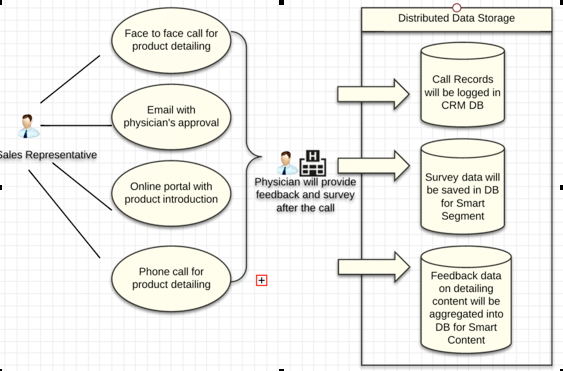 Distributed Data Storage
Face to face call for
product detailing
Email with
physician's approval
Sales Representative
Online portal with
product introduction
Phone call for
product detailing
H
Physician will provide
feedback and survey
after the call
Call Records
will be logged in
CRM DB
Survey data will
be saved in DB
for Smart
Segment
Feedback data
on detailing
content will be
aggregated into
DB for Smart
Content